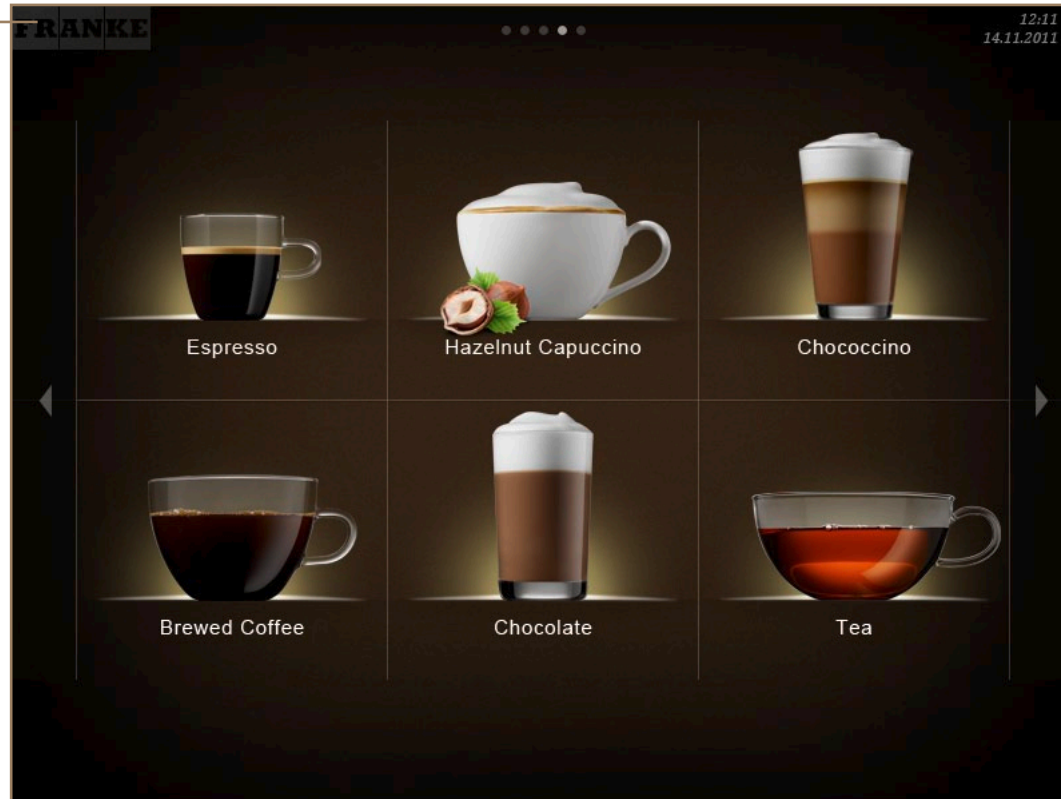 FRANKE
12:11
14.11.2011
Espresso
Hazelnut Capuccino
Chococcino
Brewed Coffee
Chocolate
Tea